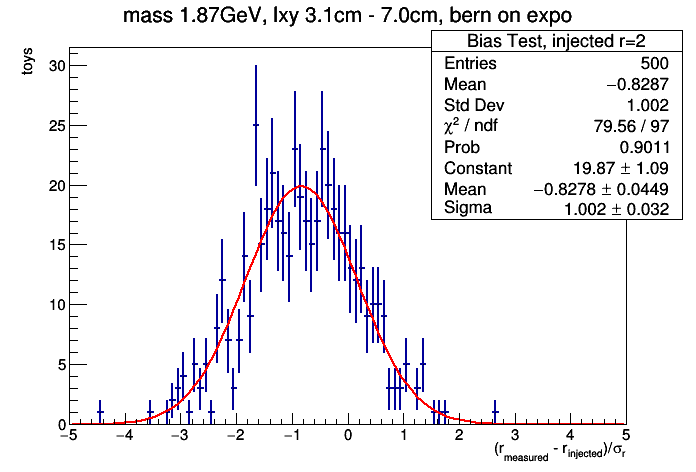 mass 1.87GeV, lxy 3.1cm - 7.0cm, bern on expo
Bias Test, injected r=2
Entries 500
Mean −0.8287
Std Dev 1.002
χ² / ndf 79.56 / 97
Prob 0.9011
Constant 19.87 ± 1.09
Mean −0.8278 ± 0.0449
Sigma 1.002 ± 0.032
toys
30
25
20
15
10
5
0
−5 −4 −3 −2 −1 0 1 2 3 4 5
(r_measured - r_injected)/σ_r